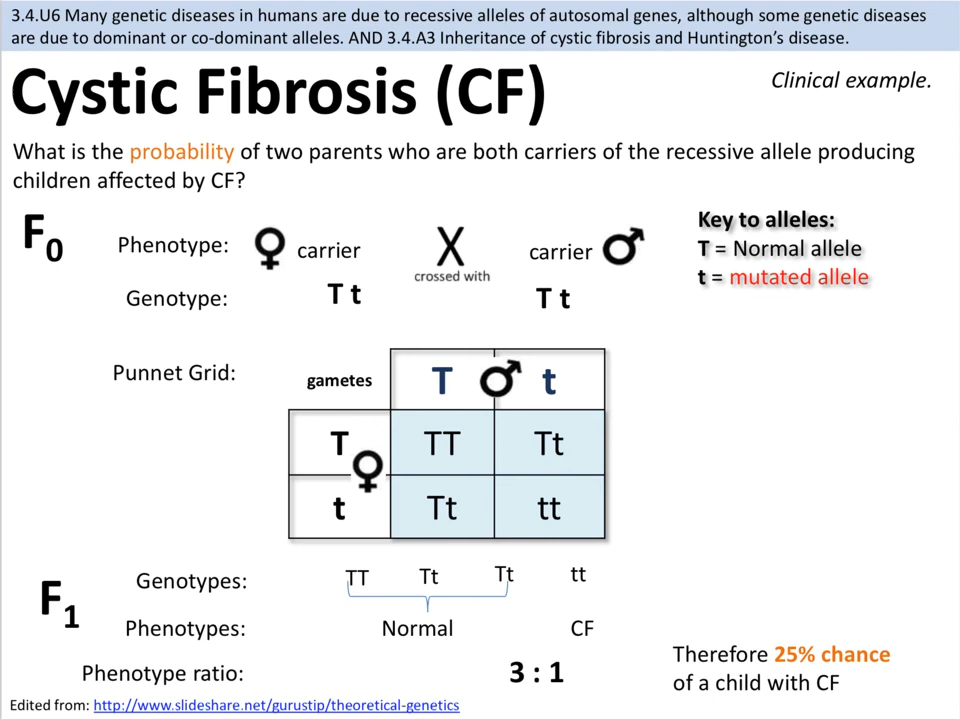 3.4.U6 Many genetic diseases in humans are due to recessive alleles of autosomal genes, although some genetic diseases
are due to dominant or co-dominant alleles. AND 3.4.A3 Inheritance of cystic fibrosis and Huntington's disease.
Cystic Fibrosis (CF)
Clinical example.
What is the probability of two parents who are both carriers of the recessive allele producing
children affected by CF?
F0
Phenotype: ♀ carrier X carrier ♂
crossed with
Genotype: T t T t
Key to alleles:
T = Normal allele
t = mutated allele
Punnet Grid: gametes T ♂ t
T TT Tt
♀
t Tt tt
F1
Genotypes: TT Tt Tt tt
Phenotypes: Normal CF
Phenotype ratio: 3 : 1
Therefore 25% chance
of a child with CF
Edited from: http://www.slideshare.net/gurustip/theoretical-genetics